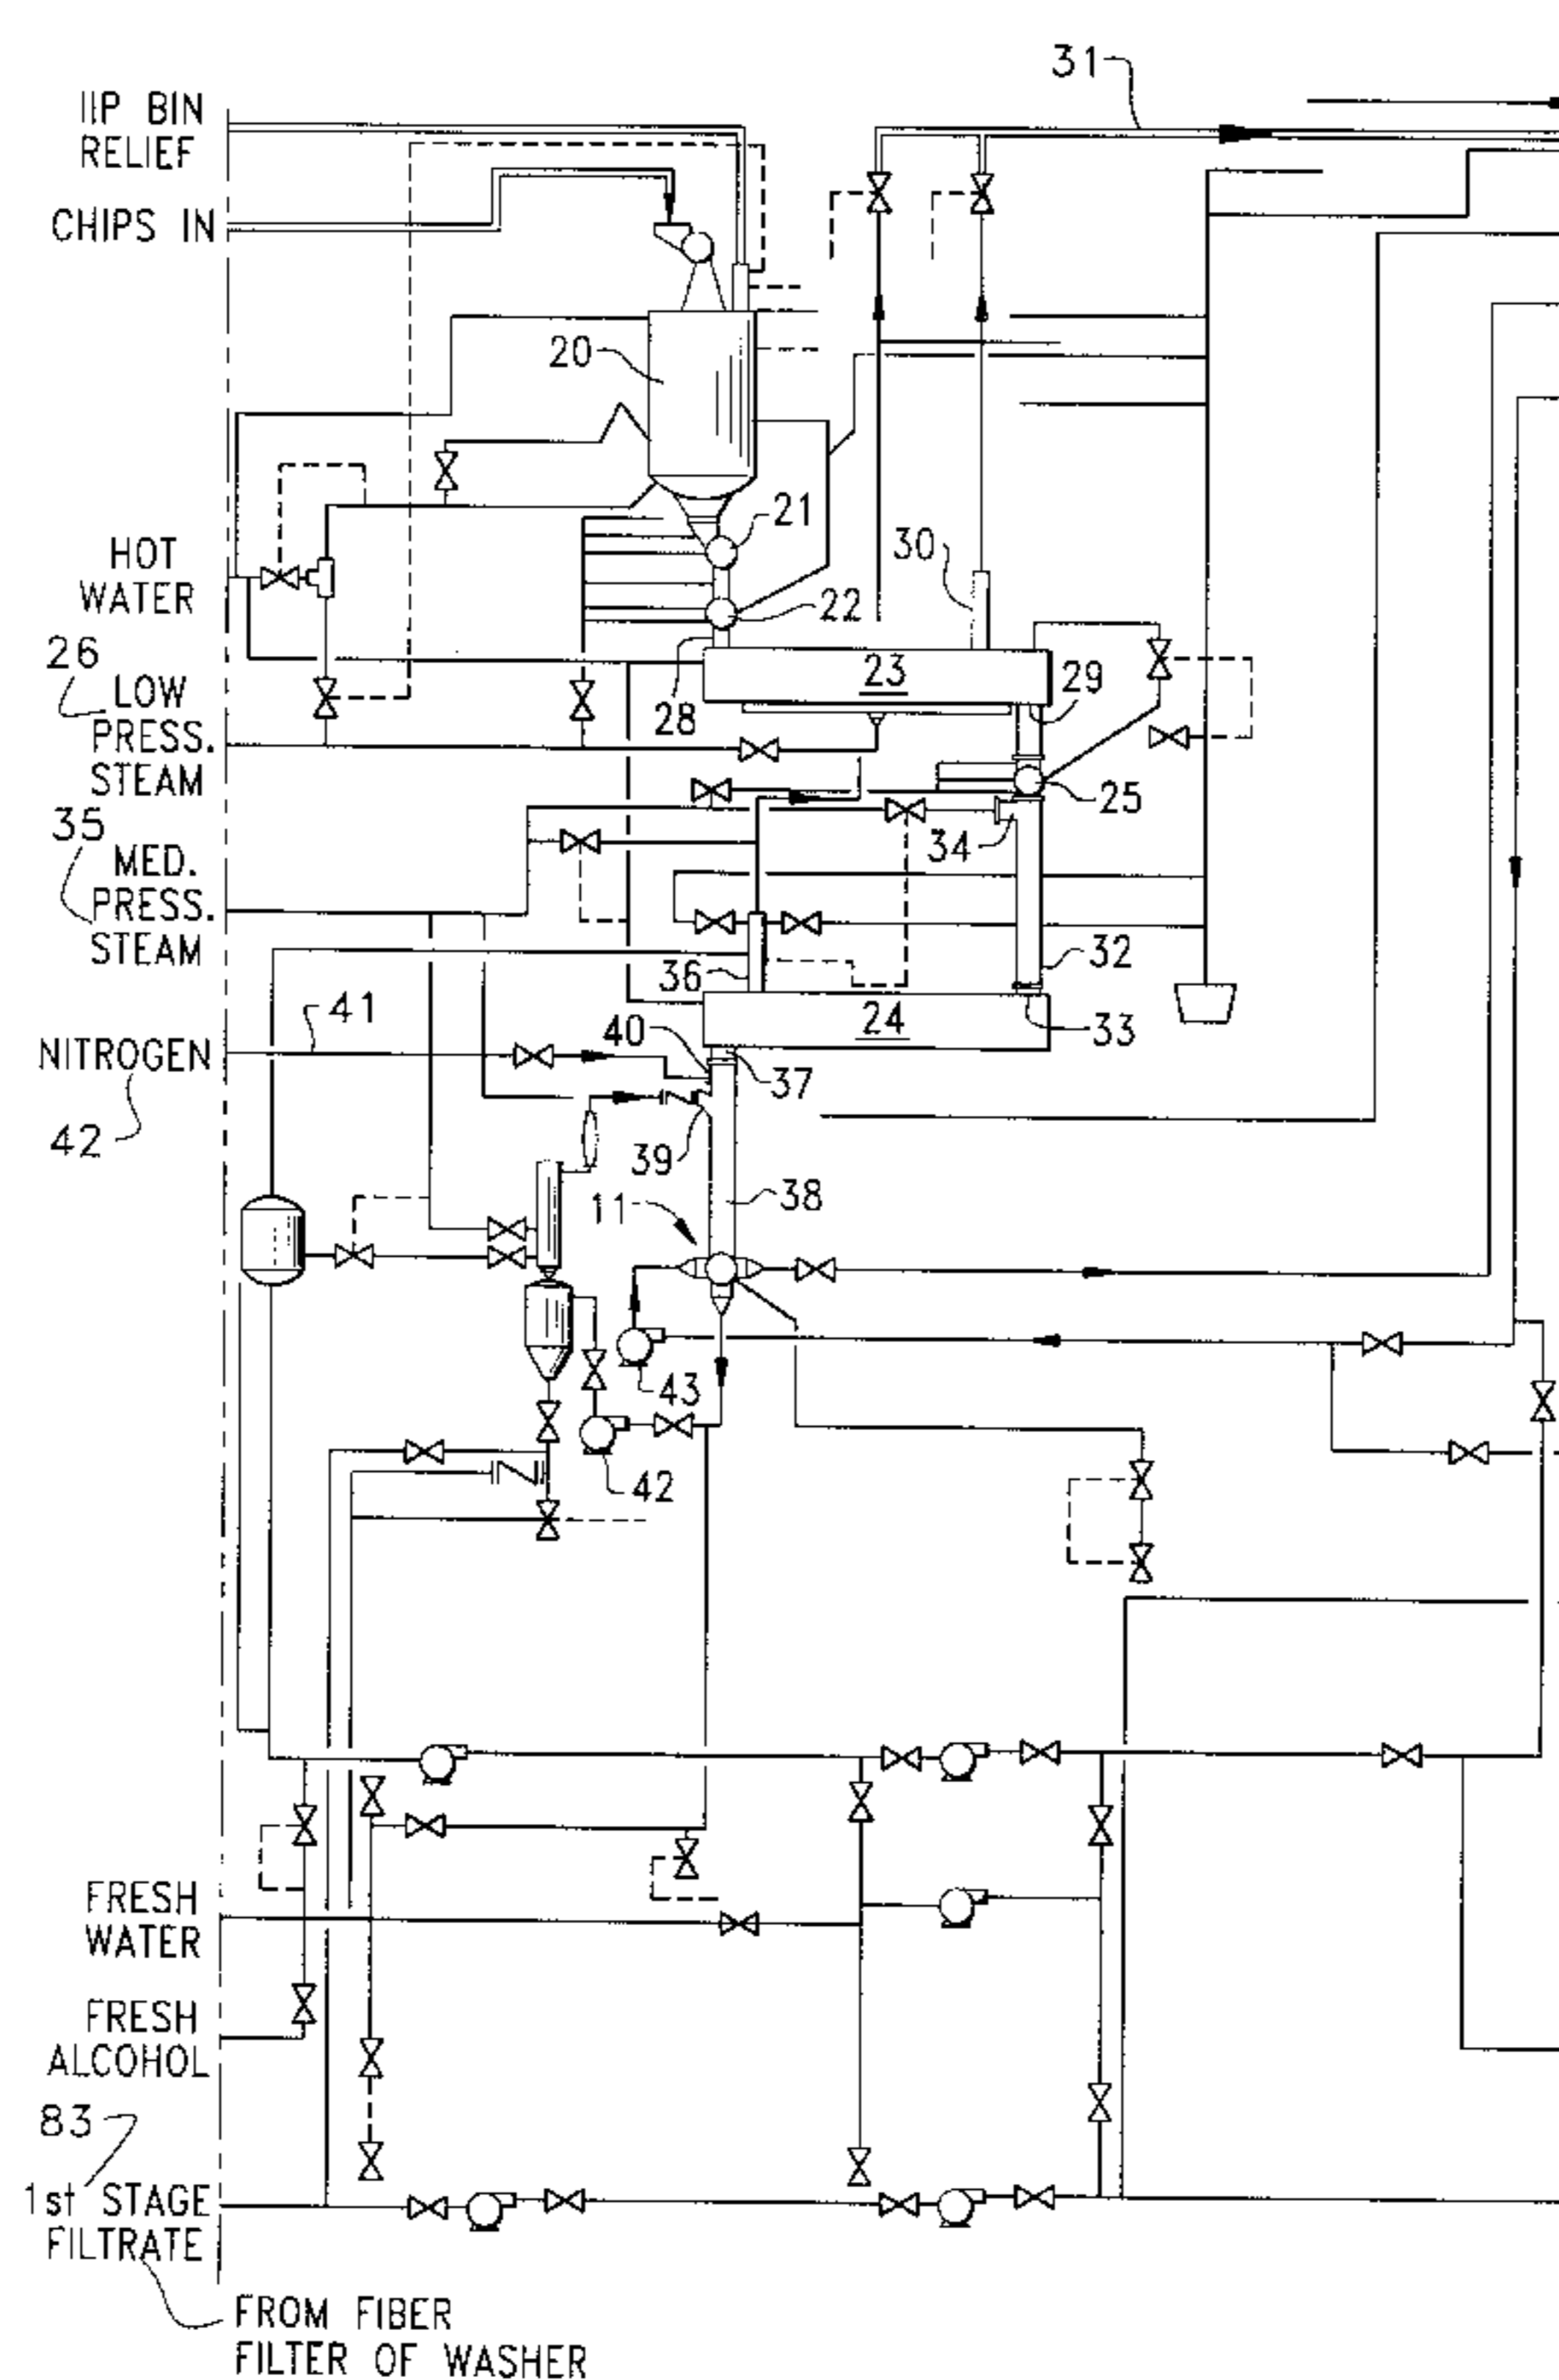 31
IIP BIN
RELIEF
CHIPS IN
20
21
30
HOT
WATER
22
26
LOW
PRESS.
STEAM
23
28
29
25
35
MED.
PRESS.
STEAM
34
36
32
41
NITROGEN
40
24
33
37
42
39
38
11
43
42
FRESH
WATER
FRESH
ALCOHOL
83
1st STAGE
FILTRATE
FROM FIBER
FILTER OF WASHER